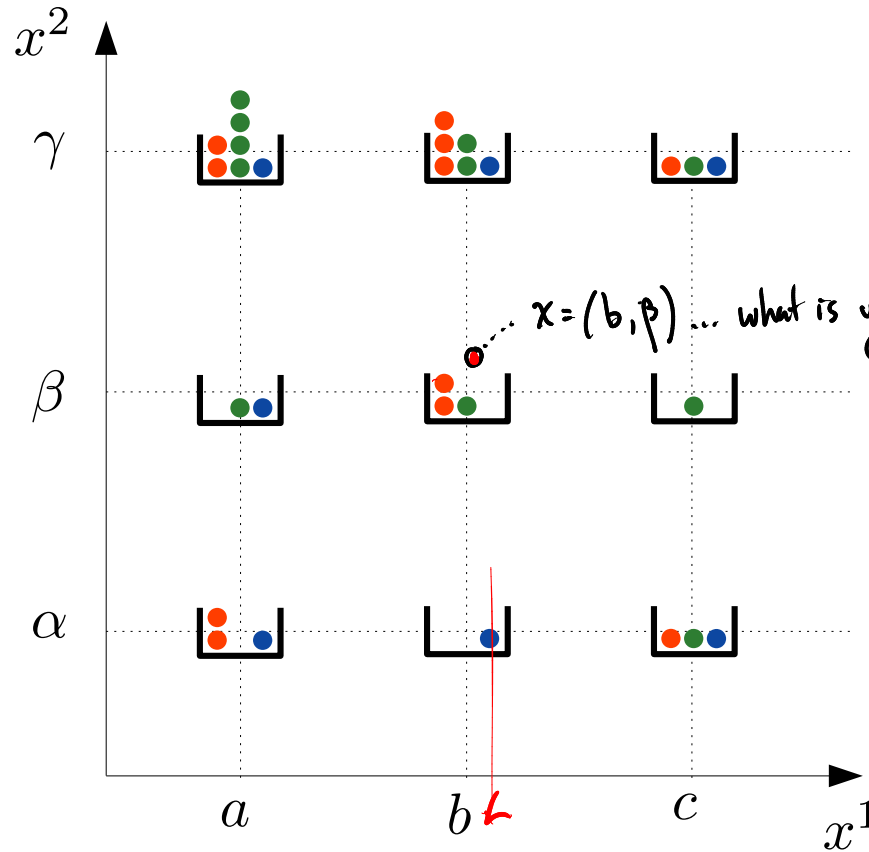 x²
γ
x = (b, β) ... what is
β
α
a b c
x¹